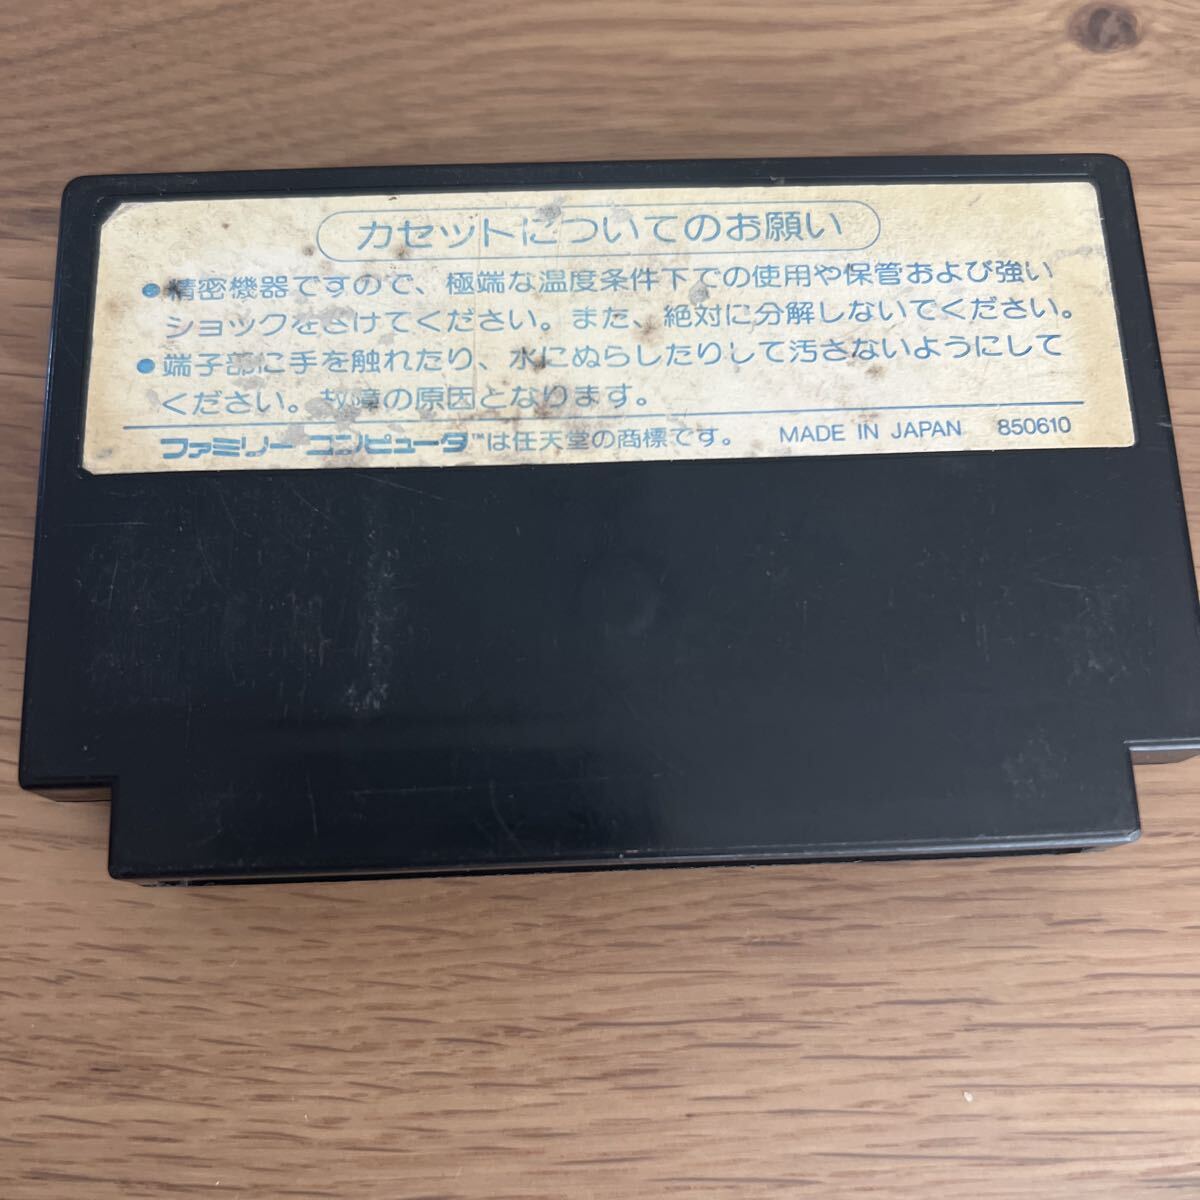 カセットについてのお願い
●精密機器ですので、極端な温度条件下での使用や保管および強い
ショックをさけてください。また、絶対に分解しないでください。
●端子部に手を触れたり、水にぬらしたりして汚さないようにして
ください。故障の原因となります。
ファミリーコンピュータ™は任天堂の商標です。 MADE IN JAPAN 850610